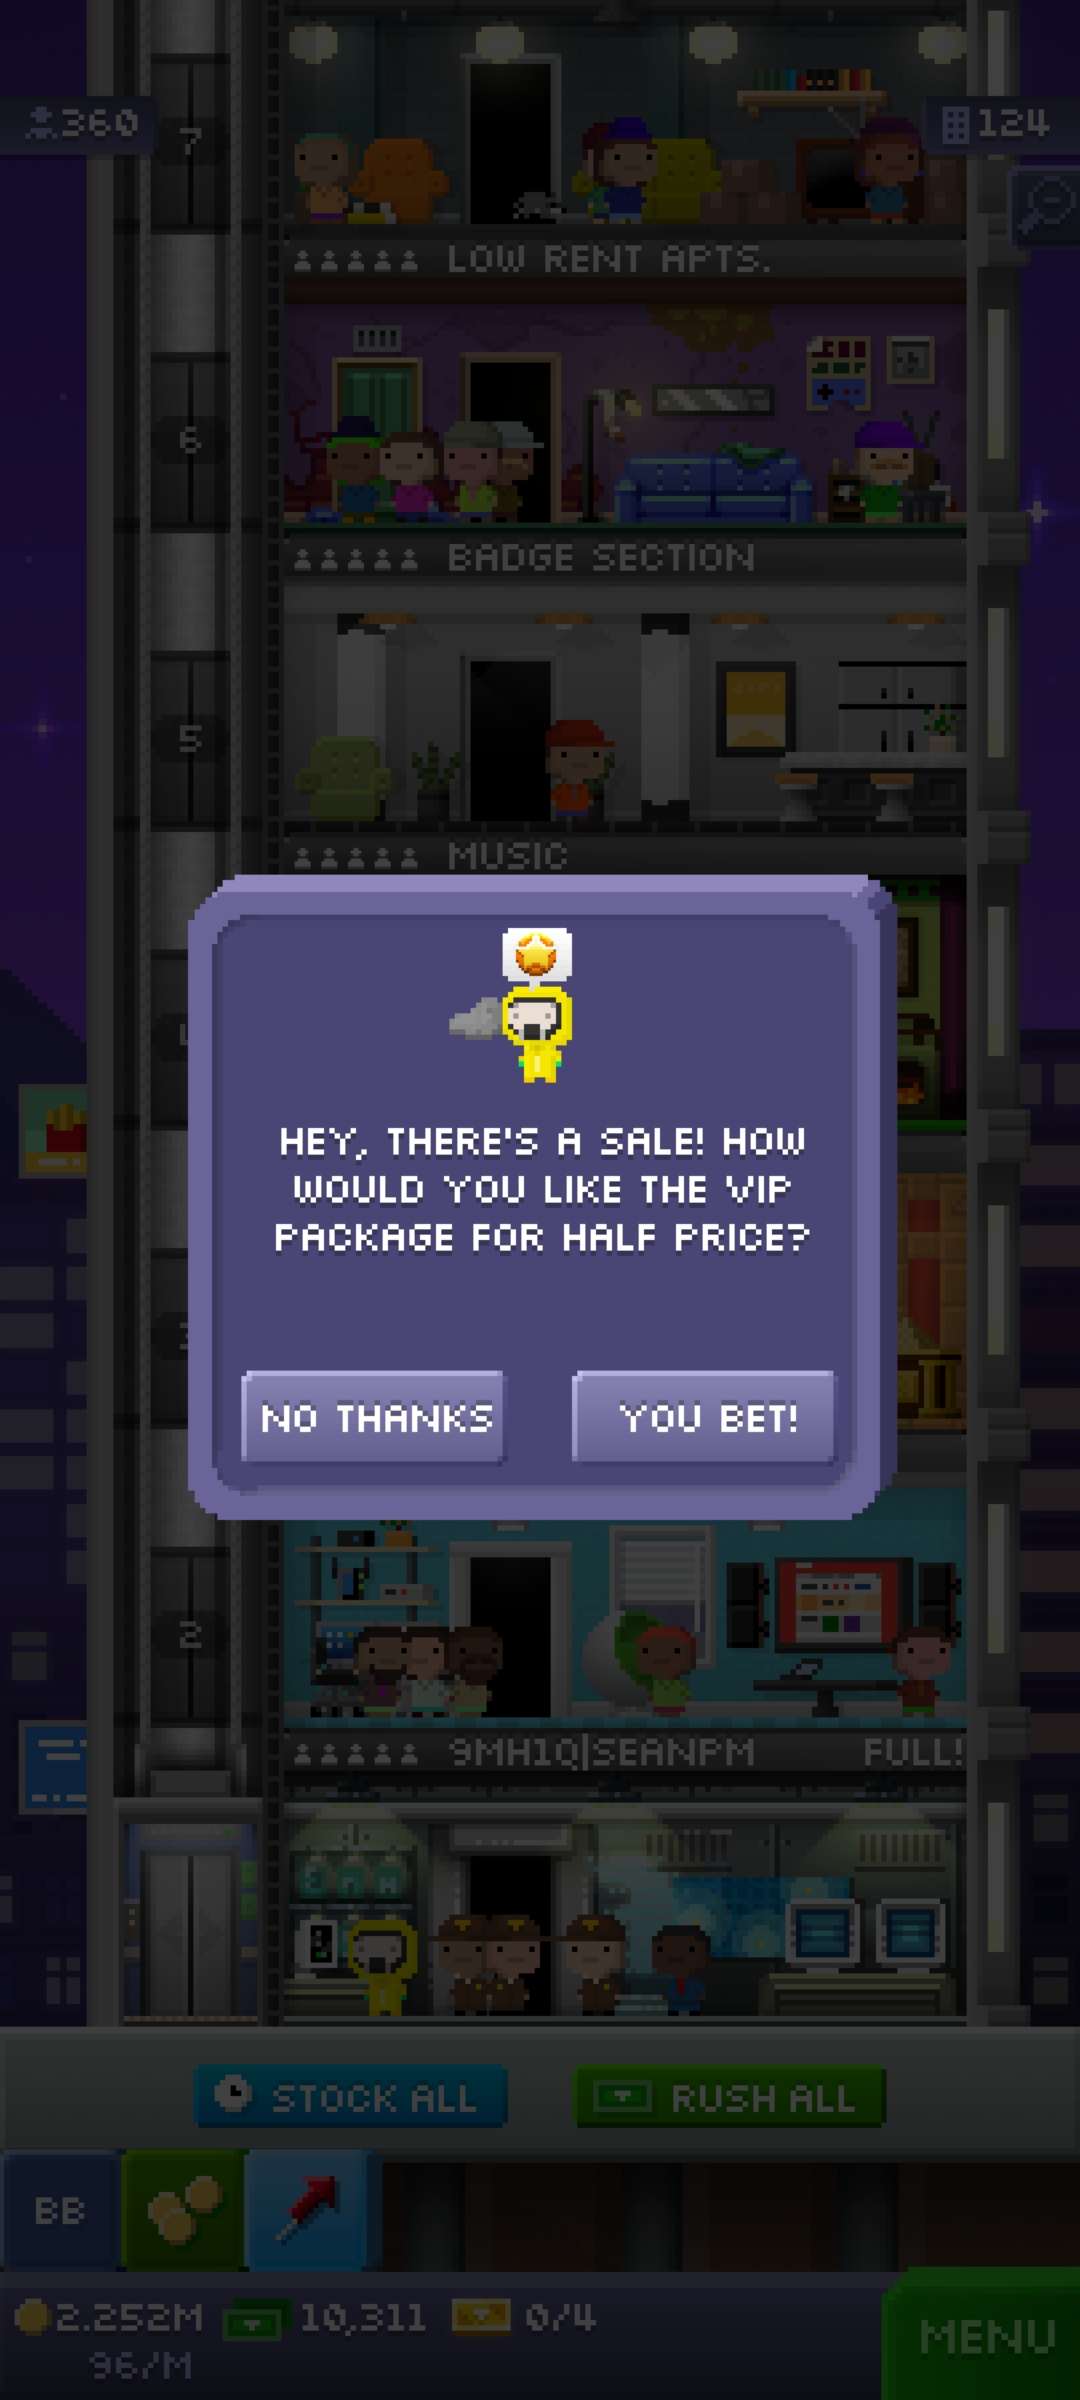 360
124
7
LOW RENT APTS.
6
BADGE SECTION
5
MUSIC
HEY, THERE'S A SALE! HOW
WOULD YOU LIKE THE VIP
PACKAGE FOR HALF PRICE?
NO THANKS
YOU BET!
2
9MH1Q|SEANPM
FULL!
STOCK ALL
RUSH ALL
BB
2.252M
10,311
0/4
96/M
MENU